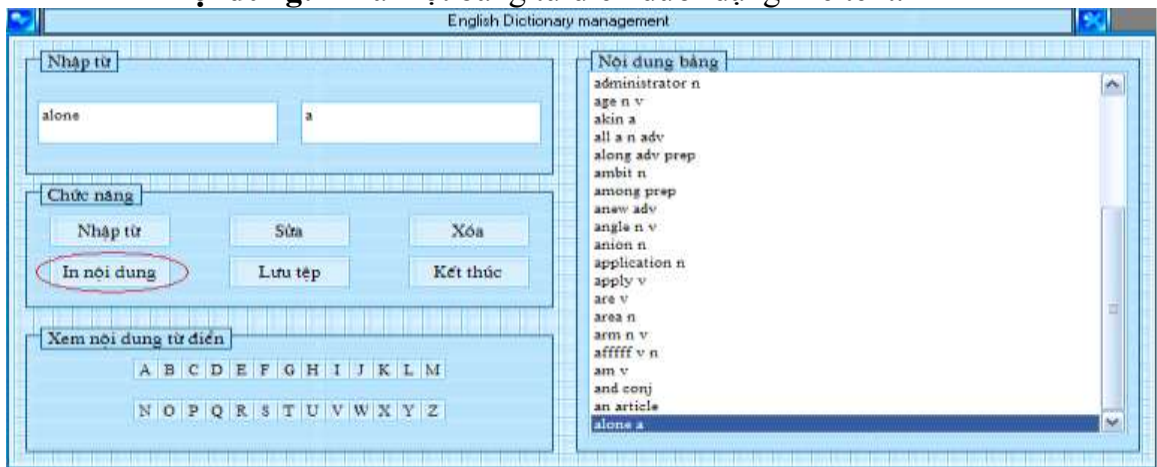 English Dictionary management
Nhập từ
alone
a
Chức năng
Nhập từ
Sửa
Xóa
In nội dung
Lưu tệp
Kết thúc
Xem nội dung từ điển
A B C D E F G H I J K L M
N O P Q R S T U V W X Y Z
Nội dung bảng
administrator n
age n v
akin a
all a n adv
along adv prep
ambit n
among prep
anew adv
angle n v
anion n
application n
apply v
are v
area n
arm n v
afffff v n
am v
and conj
an article
alone a